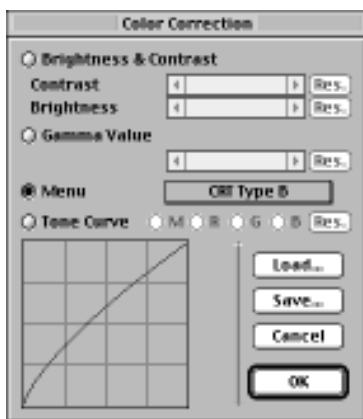 Color Correction
Brightness & Contrast
Contrast Res.
Brightness Res.
Gamma Value
Res.
Menu CRT Type B
Tone Curve M R G B Res.
Load...
Save...
Cancel
OK